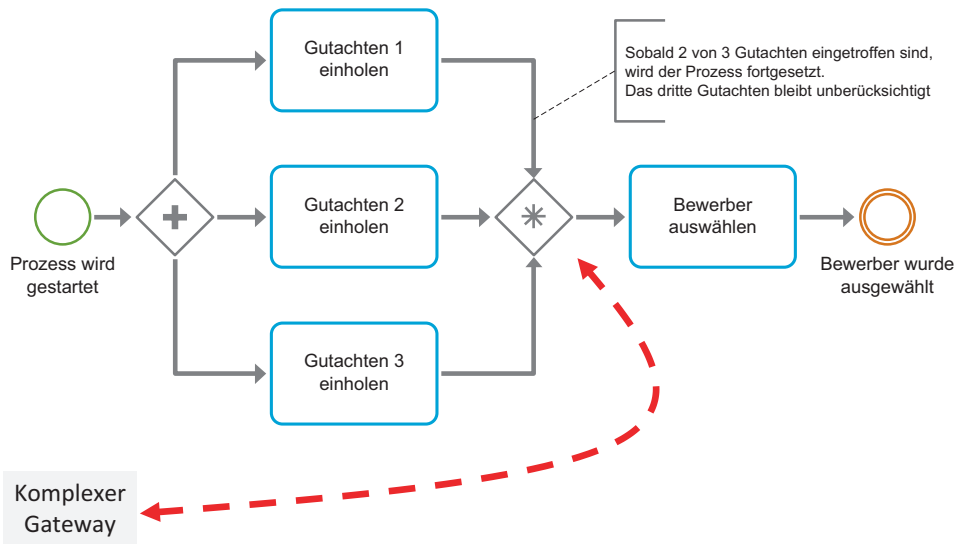 Gutachten 1
einholen
Sobald 2 von 3 Gutachten eingetroffen sind,
wird der Prozess fortgesetzt.
Das dritte Gutachten bleibt unberücksichtigt
Prozess wird
gestartet
Gutachten 2
einholen
Bewerber
auswählen
Bewerber wurde
ausgewählt
Gutachten 3
einholen
Komplexer
Gateway